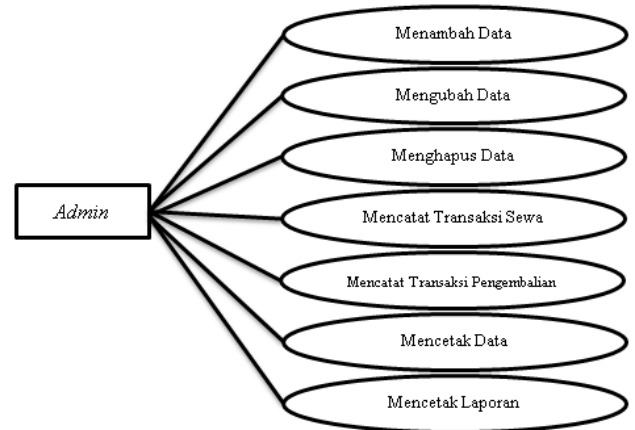 Menambah Data
Mengubah Data
Menghapus Data
Admin
Mencatat Transaksi Sewa
Mencatat Transaksi Pengembalian
Mencetak Data
Mencetak Laporan